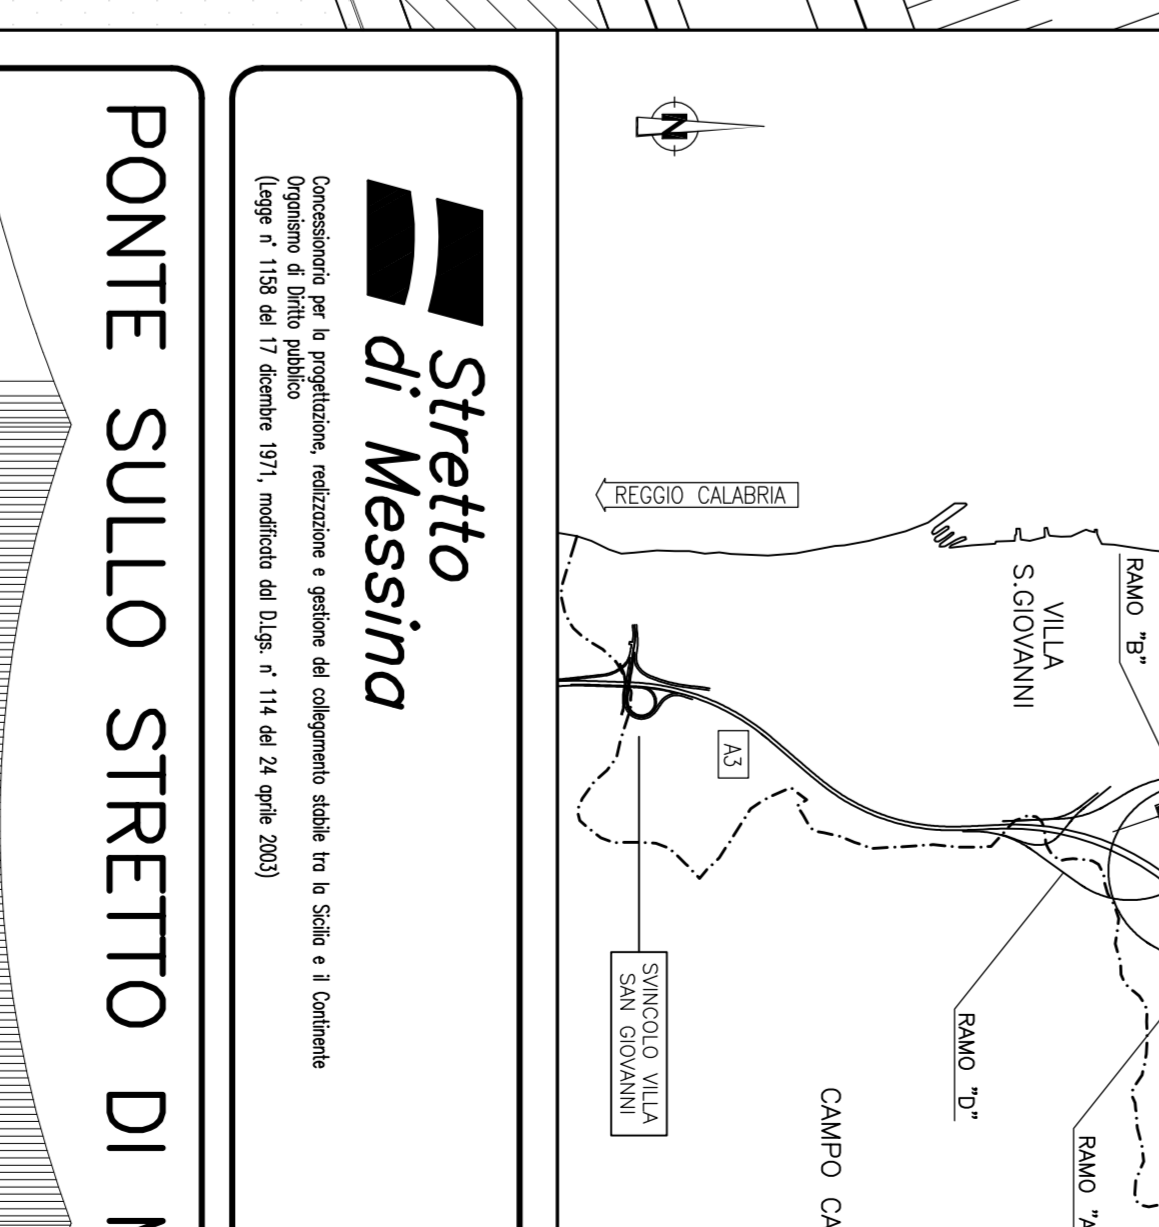 N
REGGIO CALABRIA
VILLA
S.GIOVANNI
RAMO "B"
A3
SVINCOLO VILLA
SAN GIOVANNI
RAMO "D"
CAMPO CA
RAMO "A
Stretto
di Messina
Concessionaria per la progettazione, realizzazione e gestione del collegamento stabile tra la Sicilia e il Continente
Organismo di Diritto pubblico
(Legge n° 1158 del 17 dicembre 1971, modificata dal D.Lgs. n° 114 del 24 aprile 2003)
PONTE SULLO STRETTO DI M